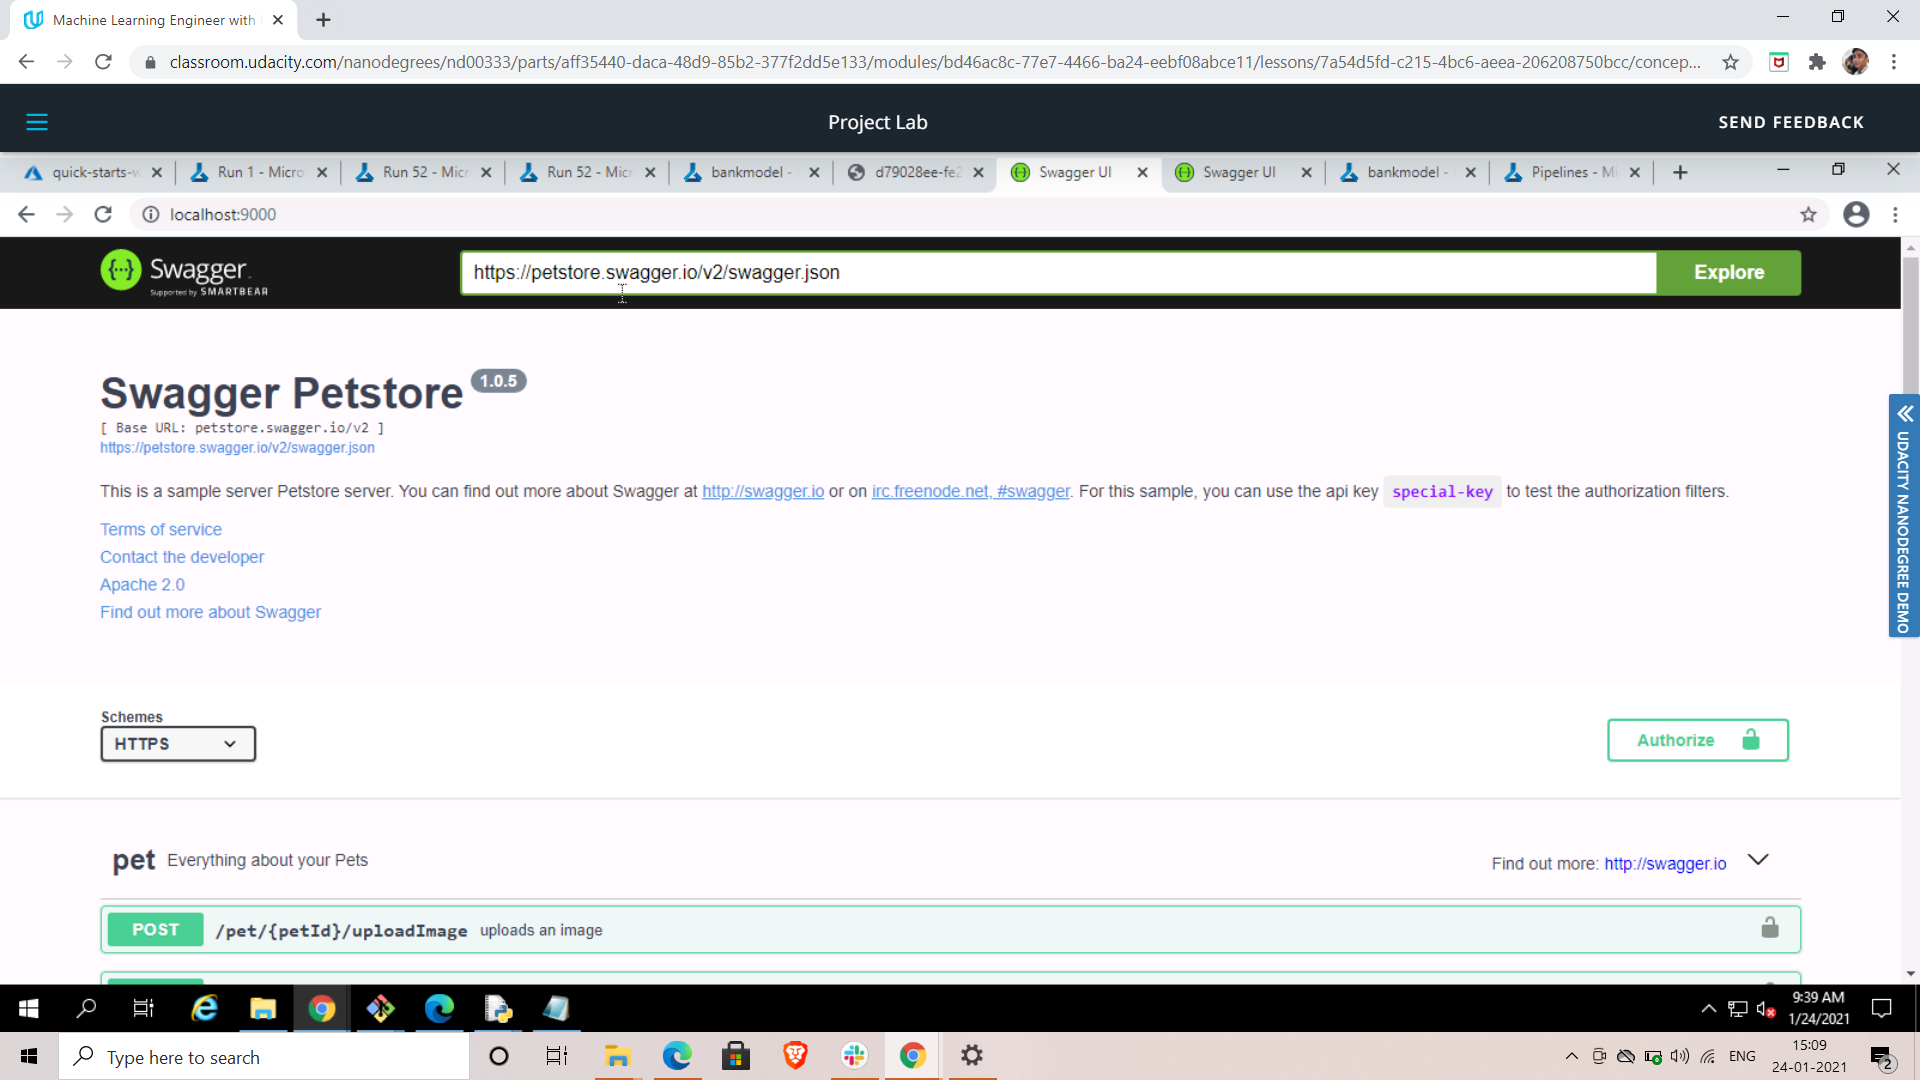 Machine Learning Engineer with
classroom.udacity.com/nanodegrees/nd00333/parts/aff35440-daca-48d9-85b2-377f2dd5e133/modules/bd46ac8c-77e7-4466-ba24-eebf08abce11/lessons/7a54d5fd-c215-4bc6-aeea-206208750bcc/concep...
Project Lab
SEND FEEDBACK
quick-starts-w
Run 1 - Micro
Run 52 - Micr
Run 52 - Micr
bankmodel -
d79028ee-fe2
Swagger UI
Swagger UI
bankmodel -
Pipelines - Mi
localhost:9000
Swagger
Supported by SMARTBEAR
https://petstore.swagger.io/v2/swagger.json
Explore
Swagger Petstore 1.0.5
[ Base URL: petstore.swagger.io/v2 ]
https://petstore.swagger.io/v2/swagger.json
This is a sample server Petstore server. You can find out more about Swagger at http://swagger.io or on irc.freenode.net, #swagger. For this sample, you can use the api key special-key to test the authorization filters.
Terms of service
Contact the developer
Apache 2.0
Find out more about Swagger
UDACITY NANODEGREE DEMO
Schemes
HTTPS
Authorize
pet Everything about your Pets
Find out more: http://swagger.io
POST /pet/{petId}/uploadImage uploads an image
9:39 AM
1/24/2021
Type here to search
ENG
15:09
24-01-2021
2